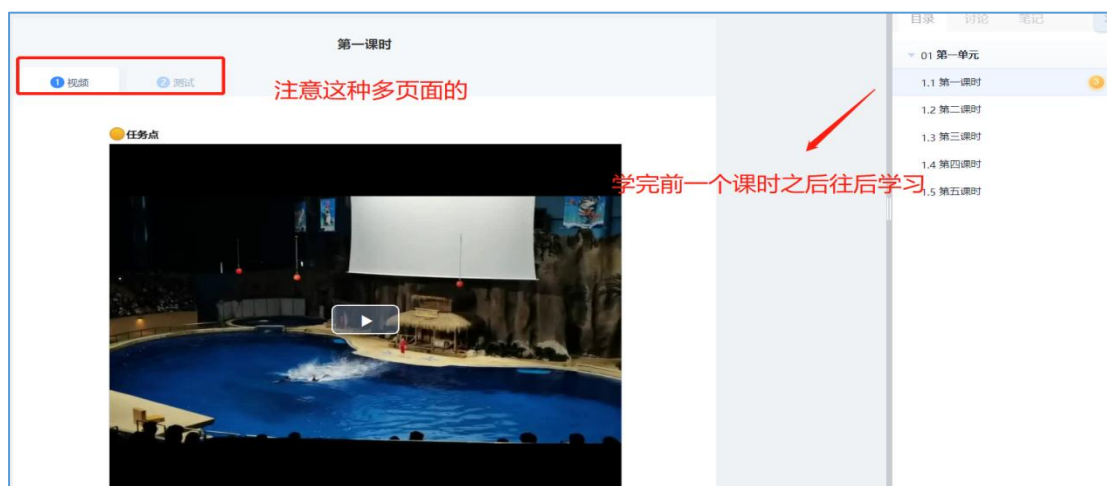 第一课时
1 视频
2 测试
注意这种多页面的
任务点
学完前一个课时之后往后学习
目录 讨论 笔记
01 第一单元
1.1 第一课时 3
1.2 第二课时
1.3 第三课时
1.4 第四课时
1.5 第五课时